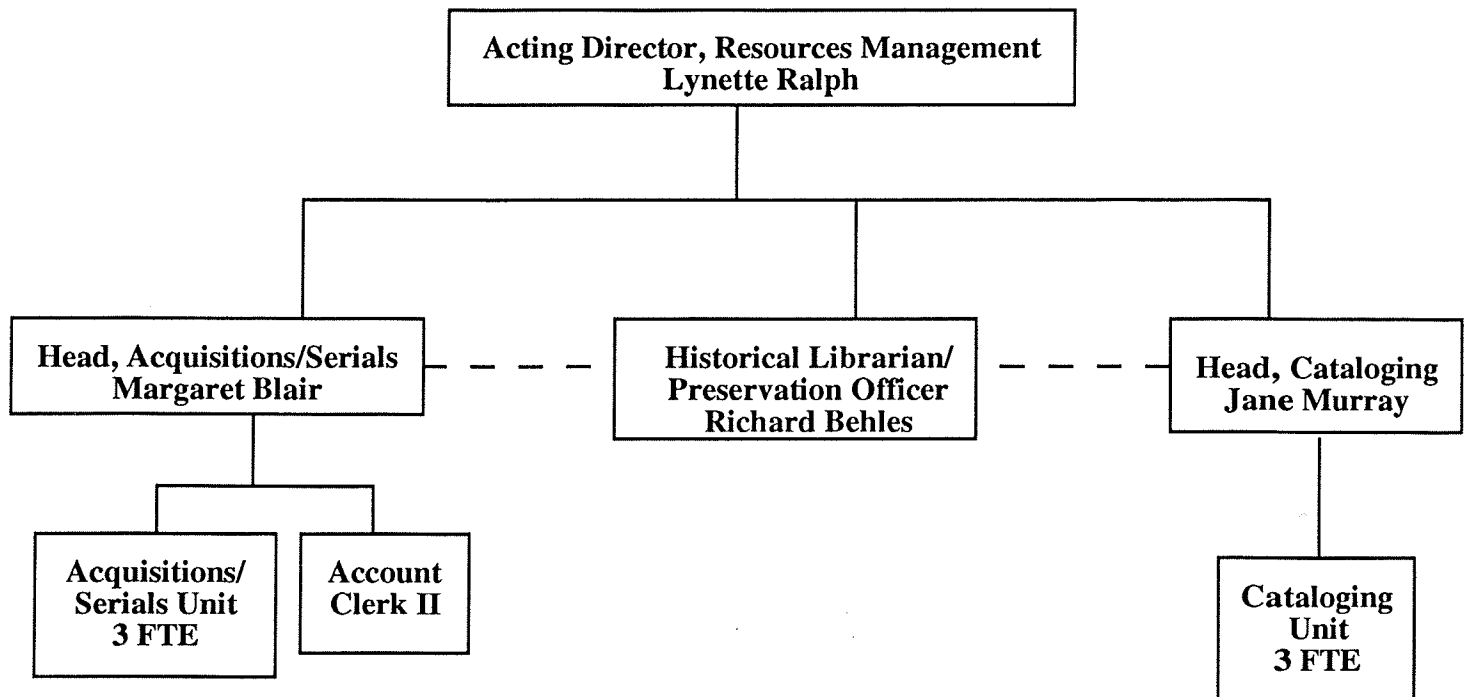 Acting Director, Resources Management
Lynette Ralph
Head, Acquisitions/Serials
Margaret Blair
Historical Librarian/
Preservation Officer
Richard Behles
Head, Cataloging
Jane Murray
Acquisitions/
Serials Unit
3 FTE
Account
Clerk II
Cataloging
Unit
3 FTE